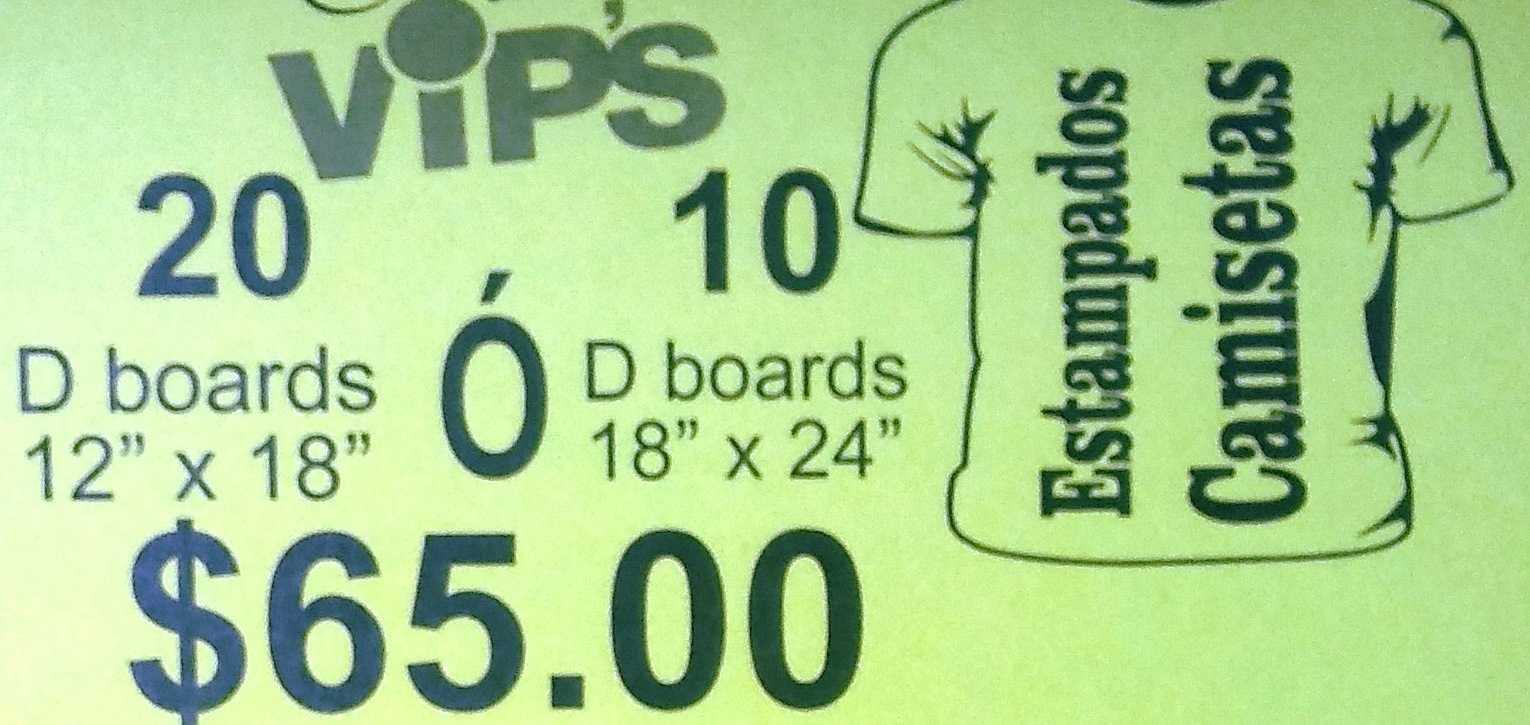 ViP'S
20
D boards
12" x 18"
Ó
10
D boards
18" x 24"
$65.00
Estampados
Camisetas